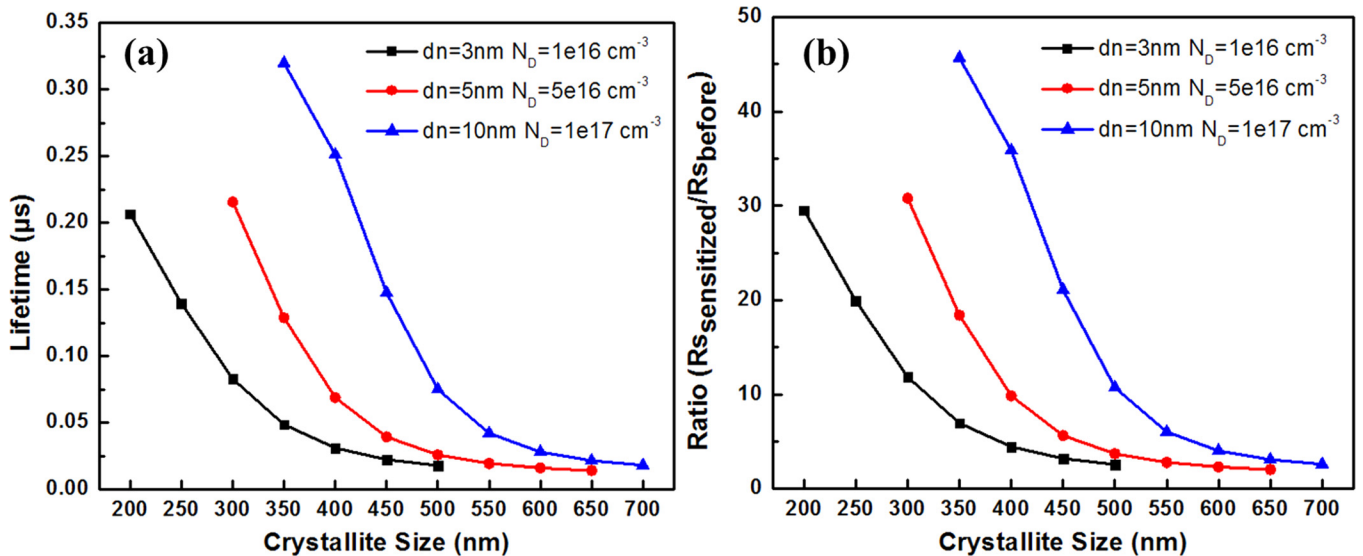 (a)
dn=3nm N_D=1e16 cm⁻³
dn=5nm N_D=5e16 cm⁻³
dn=10nm N_D=1e17 cm⁻³
0.35
0.30
0.25
0.20
0.15
0.10
0.05
0.00
Lifetime (μs)
200 250 300 350 400 450 500 550 600 650 700
Crystallite Size (nm)
(b)
dn=3nm N_D=1e16 cm⁻³
dn=5nm N_D=5e16 cm⁻³
dn=10nm N_D=1e17 cm⁻³
50
40
30
20
10
0
Ratio (Rs_sensitized/Rs_before)
200 250 300 350 400 450 500 550 600 650 700
Crystallite Size (nm)